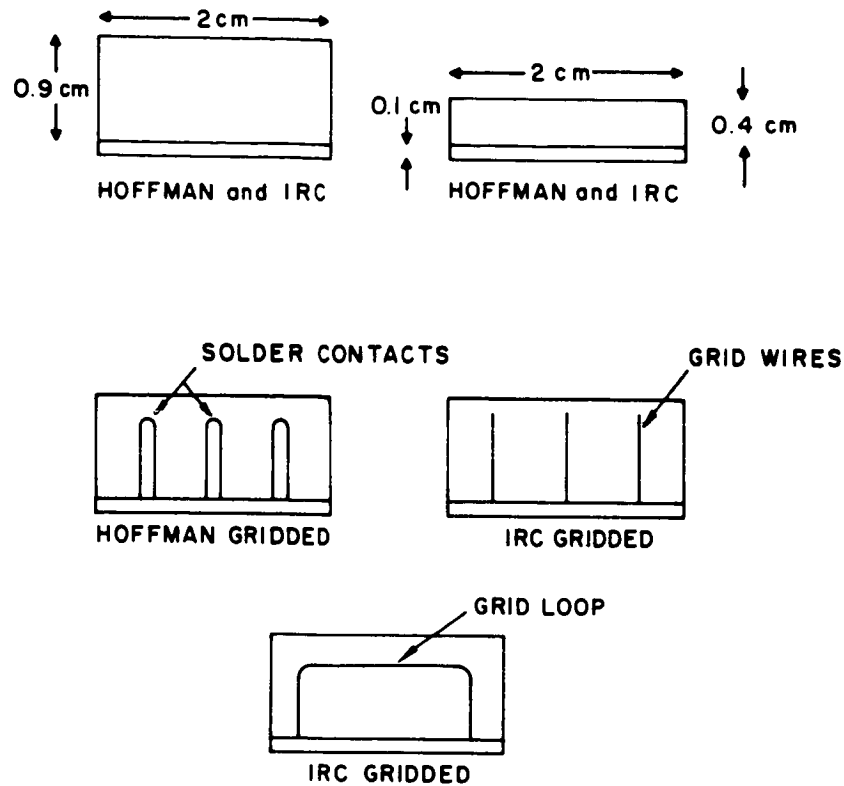 2 cm
0.9 cm
HOFFMAN and IRC
2 cm
0.1 cm
0.4 cm
HOFFMAN and IRC
SOLDER CONTACTS
GRID WIRES
HOFFMAN GRIDDED
IRC GRIDDED
GRID LOOP
IRC GRIDDED